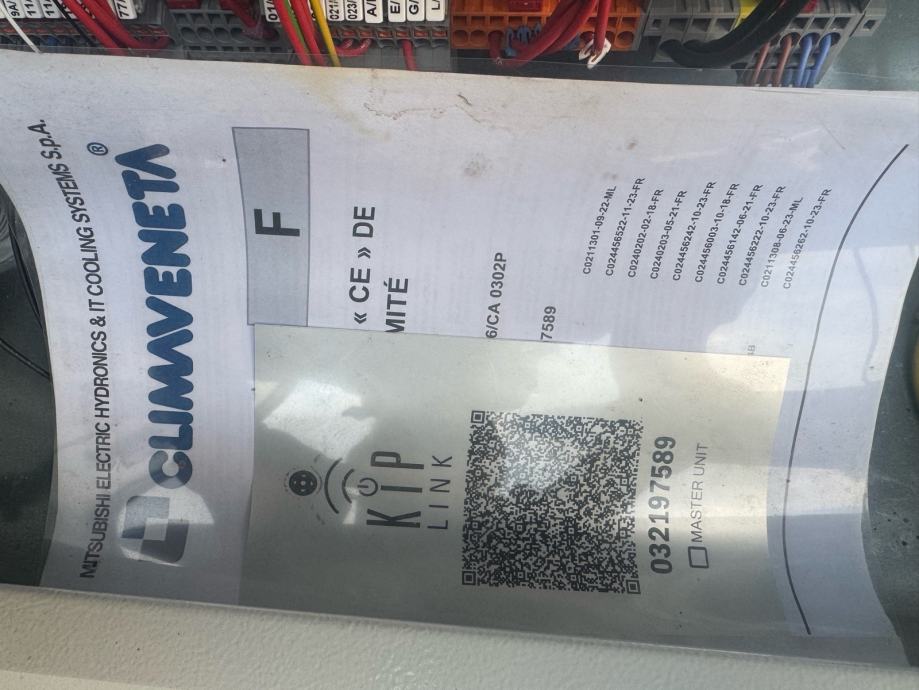 MITSUBISHI ELECTRIC HYDRONICS & IT COOLING SYSTEMS S.p.A.
CLIMAVENETA ®
F
« CE » DE
MITÉ
6/CA 0302P
7589
C0211301-09-22-ML
C024456522-11-23-FR
C0240202-02-18-FR
C0240203-05-21-FR
C024456242-10-23-FR
C024456003-10-18-FR
C024456142-06-21-FR
C024456222-10-23-FR
C0211308-06-23-ML
C024456262-10-23-FR
KIP
LINK
032197589
MASTER UNIT